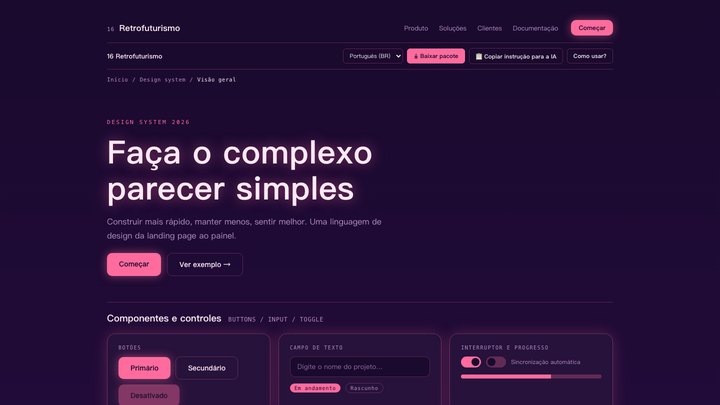 16 Retrofuturismo
Produto Soluções Clientes Documentação Começar
16 Retrofuturismo
Português (BR) Baixar pacote Copiar instrução para a IA Como usar?
Início / Design system / Visão geral
DESIGN SYSTEM 2026
Faça o complexo
parecer simples
Construir mais rápido, manter menos, sentir melhor. Uma linguagem de
design da landing page ao painel.
Começar Ver exemplo →
Componentes e controles BUTTONS / INPUT / TOGGLE
BOTÕES
Primário Secundário
Desativado
CAMPO DE TEXTO
Digite o nome do projeto...
Em andamento Rascunho
INTERRUPTOR E PROGRESSO
Sincronização automática